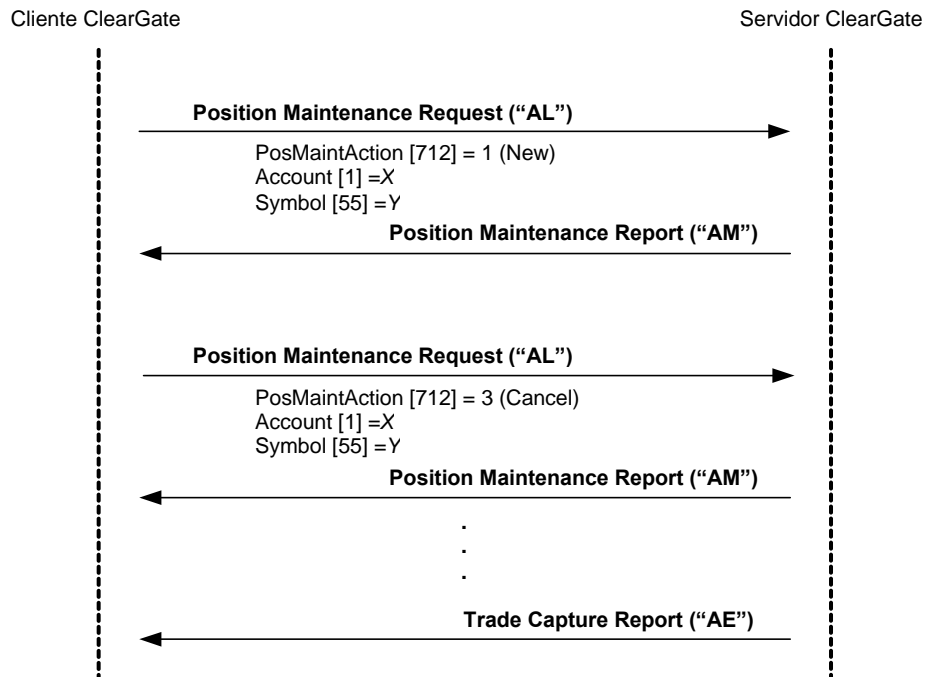 Cliente ClearGate
Servidor ClearGate
Position Maintenance Request (“AL”)
PosMaintAction [712] = 1 (New)
Account [1] =X
Symbol [55] =Y
Position Maintenance Report (“AM”)
Position Maintenance Request (“AL”)
PosMaintAction [712] = 3 (Cancel)
Account [1] =X
Symbol [55] =Y
Position Maintenance Report (“AM”)
.
.
.
Trade Capture Report (“AE”)